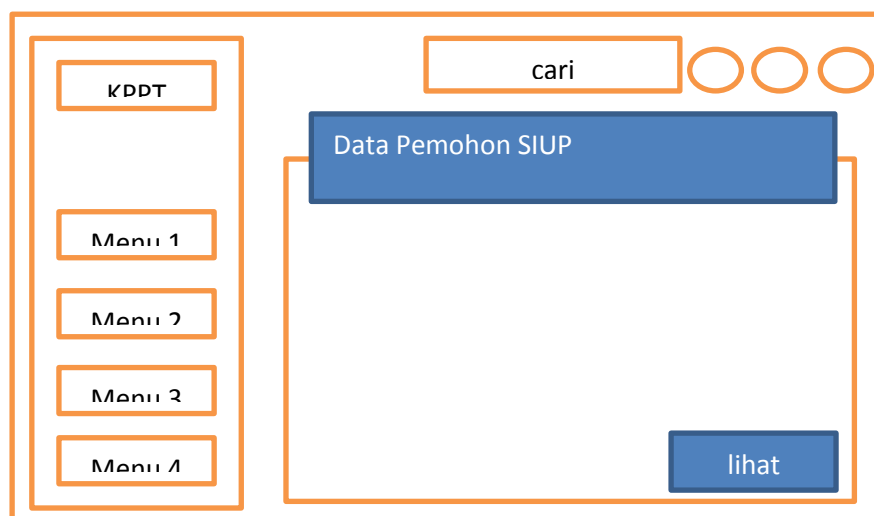 cari
KPPT
Data Pemohon SIUP
Menu 1
Menu 2
Menu 3
Menu 4
lihat